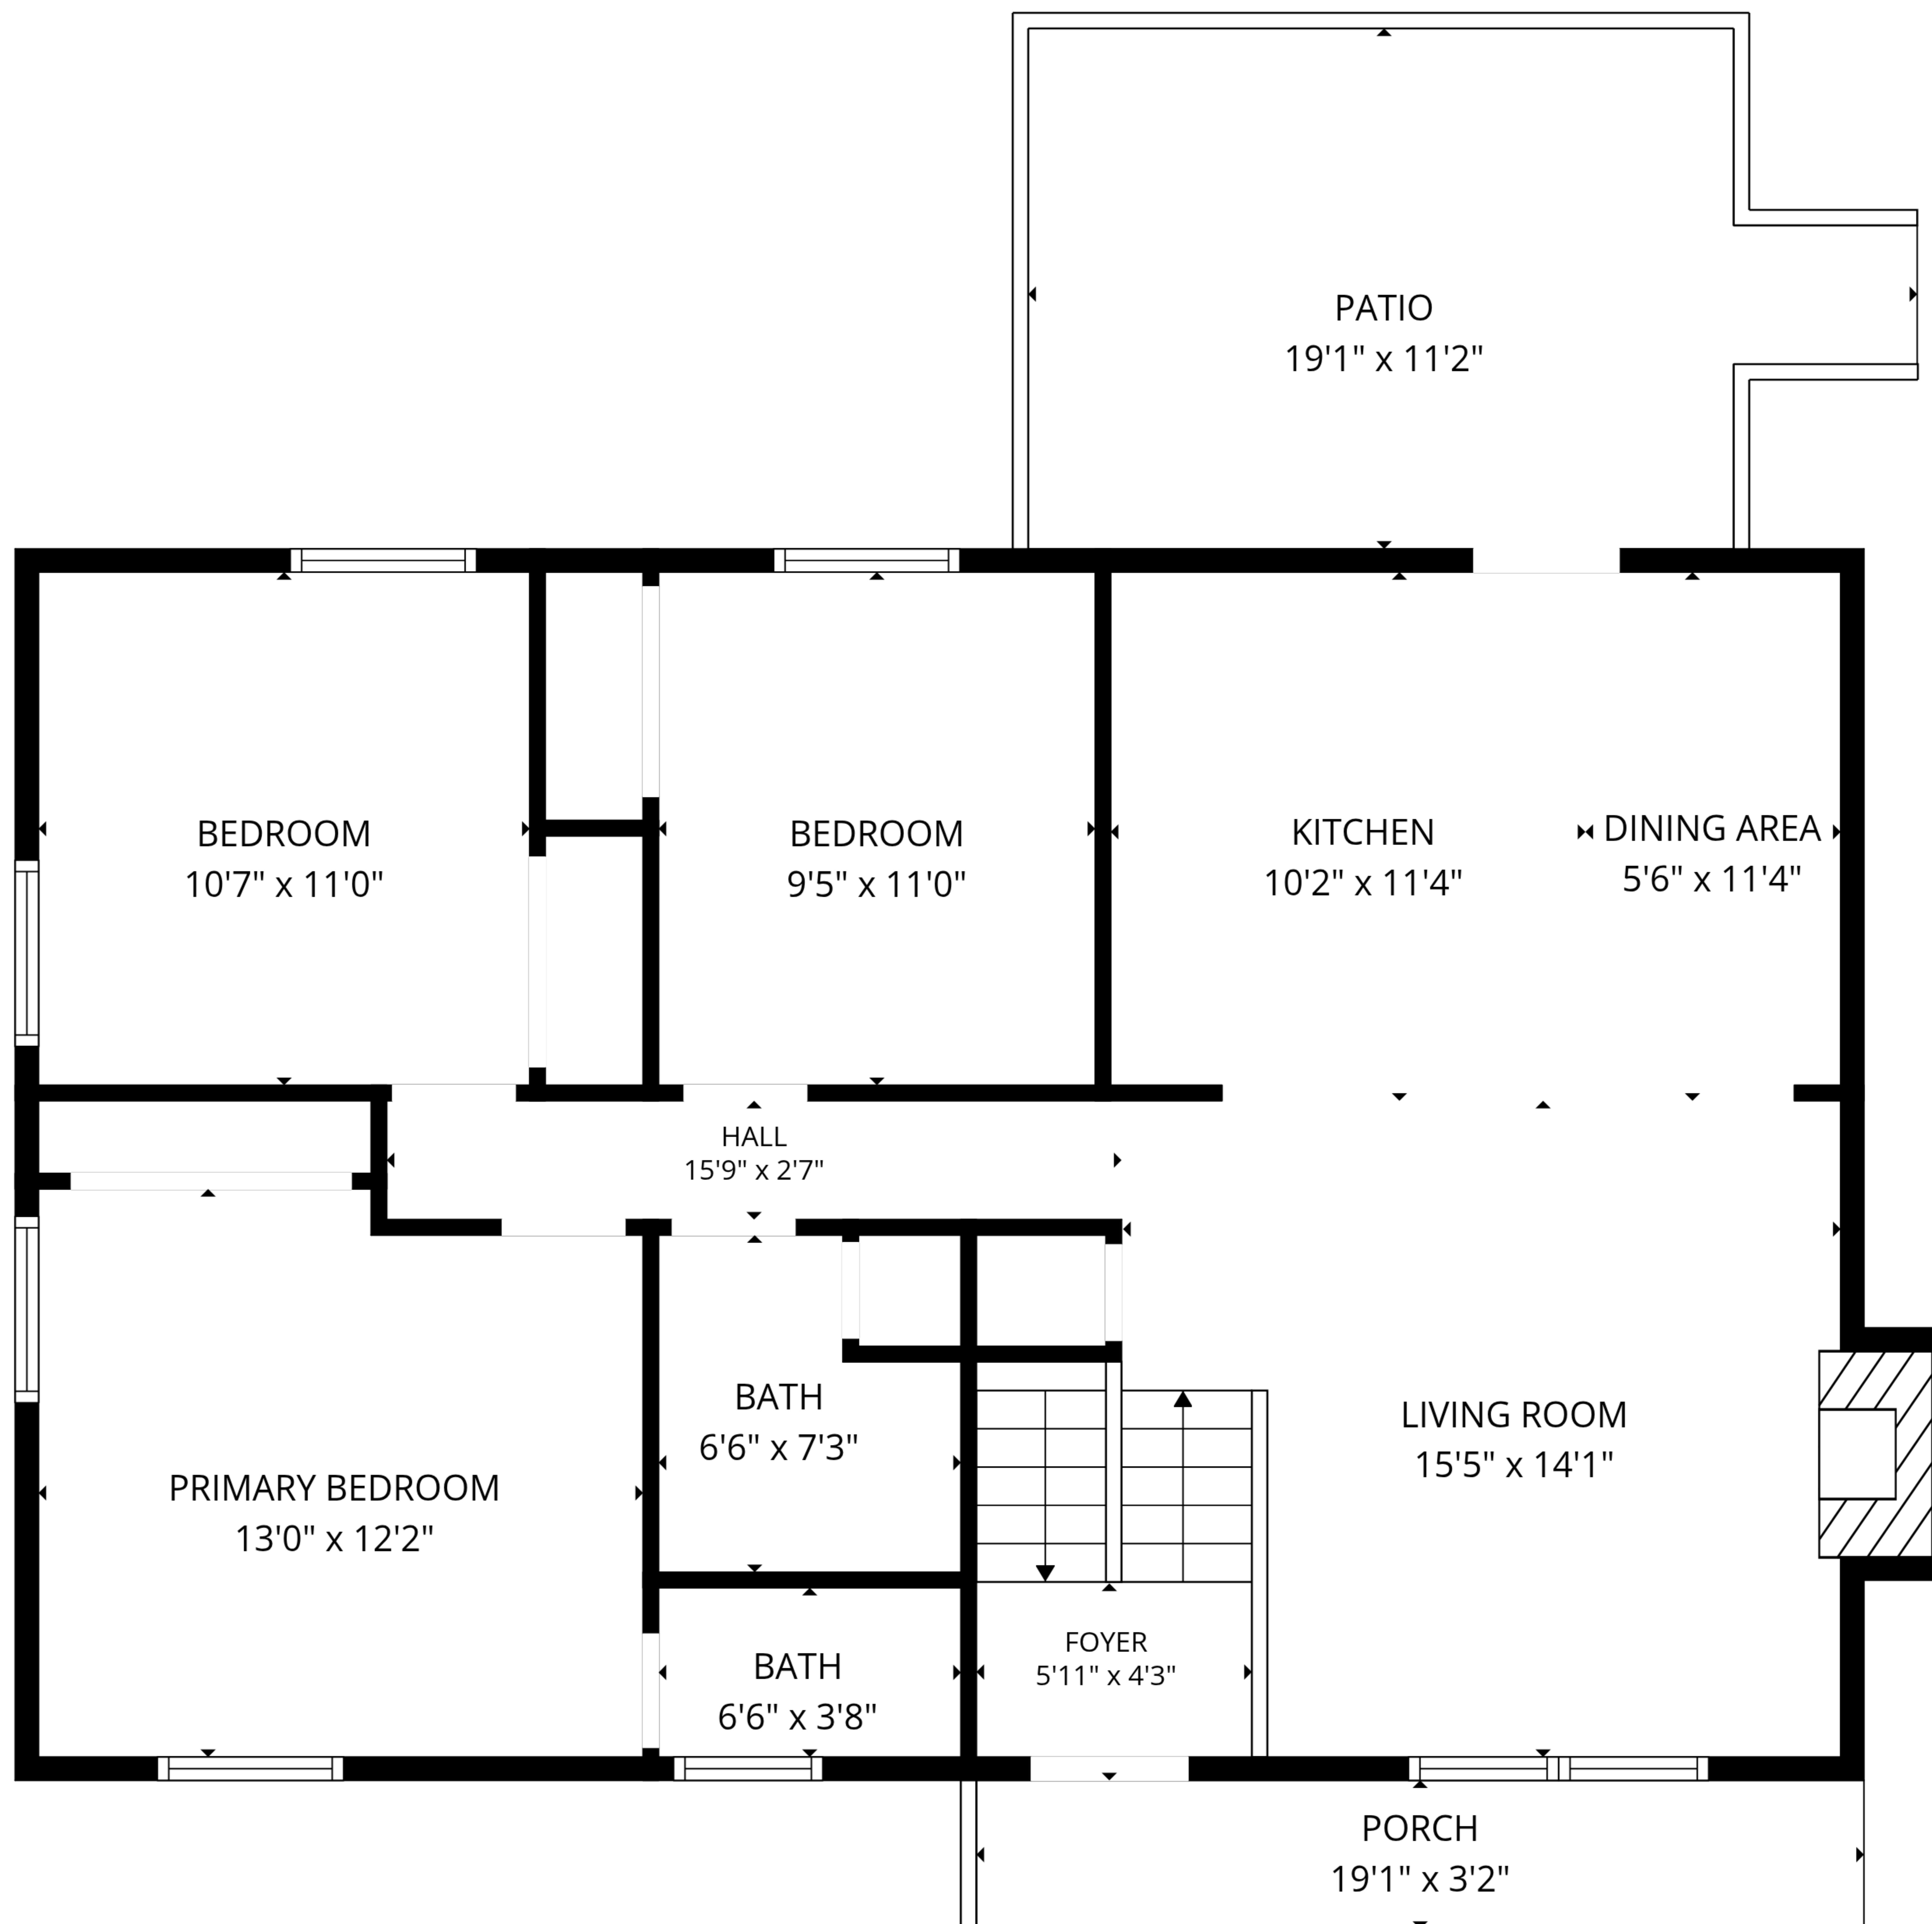 PATIO
19'1" x 11'2"
BEDROOM
10'7" x 11'0"
BEDROOM
9'5" x 11'0"
KITCHEN
10'2" x 11'4"
DINING AREA
5'6" x 11'4"
HALL
15'9" x 2'7"
BATH
6'6" x 7'3"
LIVING ROOM
15'5" x 14'1"
PRIMARY BEDROOM
13'0" x 12'2"
FOYER
5'11" x 4'3"
BATH
6'6" x 3'8"
PORCH
19'1" x 3'2"